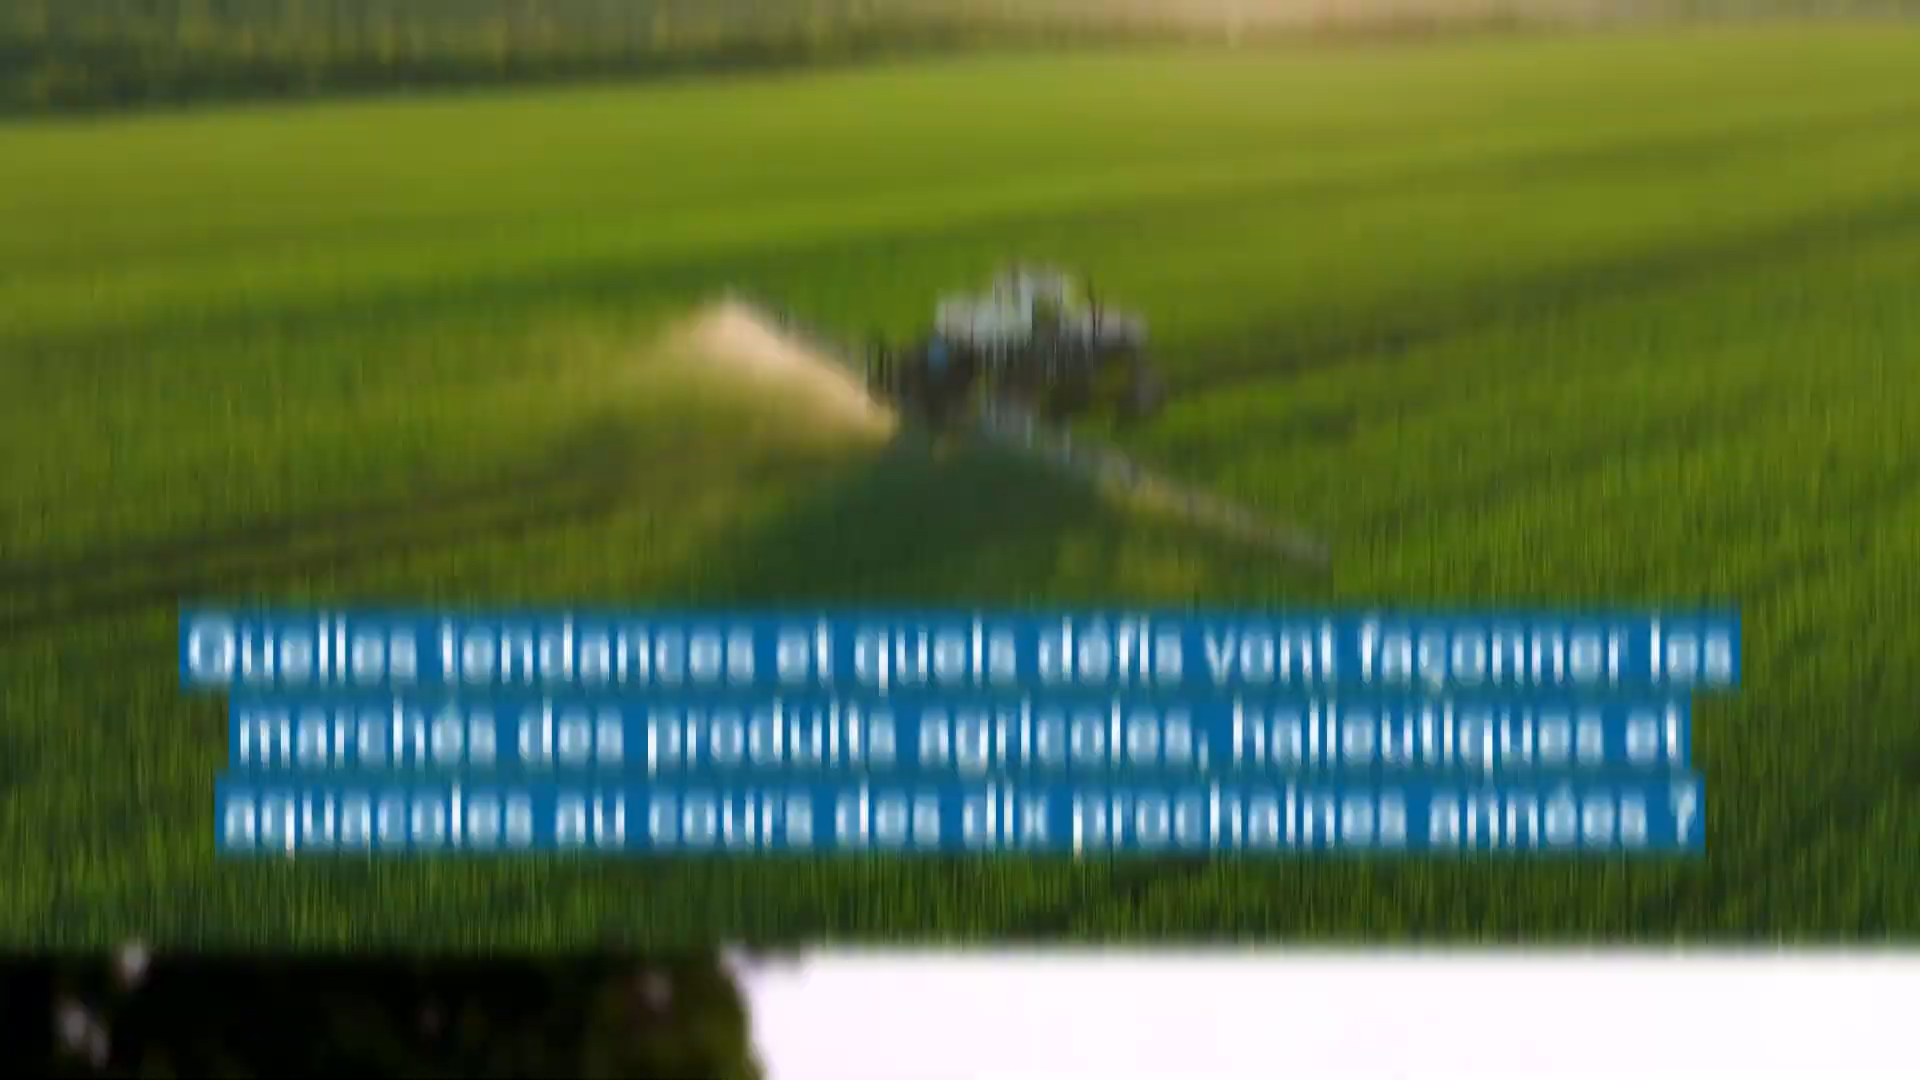 Quelles tendances et quels défis vont façonner les
marchés des produits agricoles, halieutiques et
aquacoles au cours des dix prochaines années ?